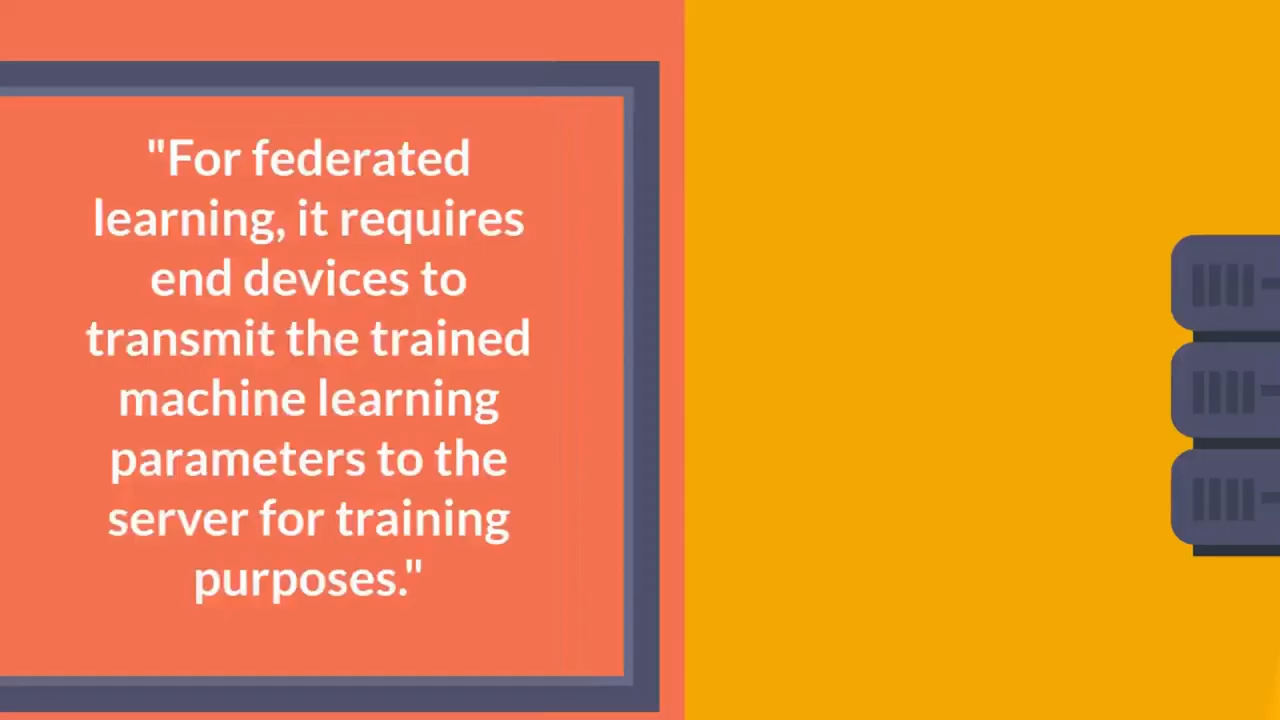 "For federated
learning, it requires
end devices to
transmit the trained
machine learning
parameters to the
server for training
purposes."